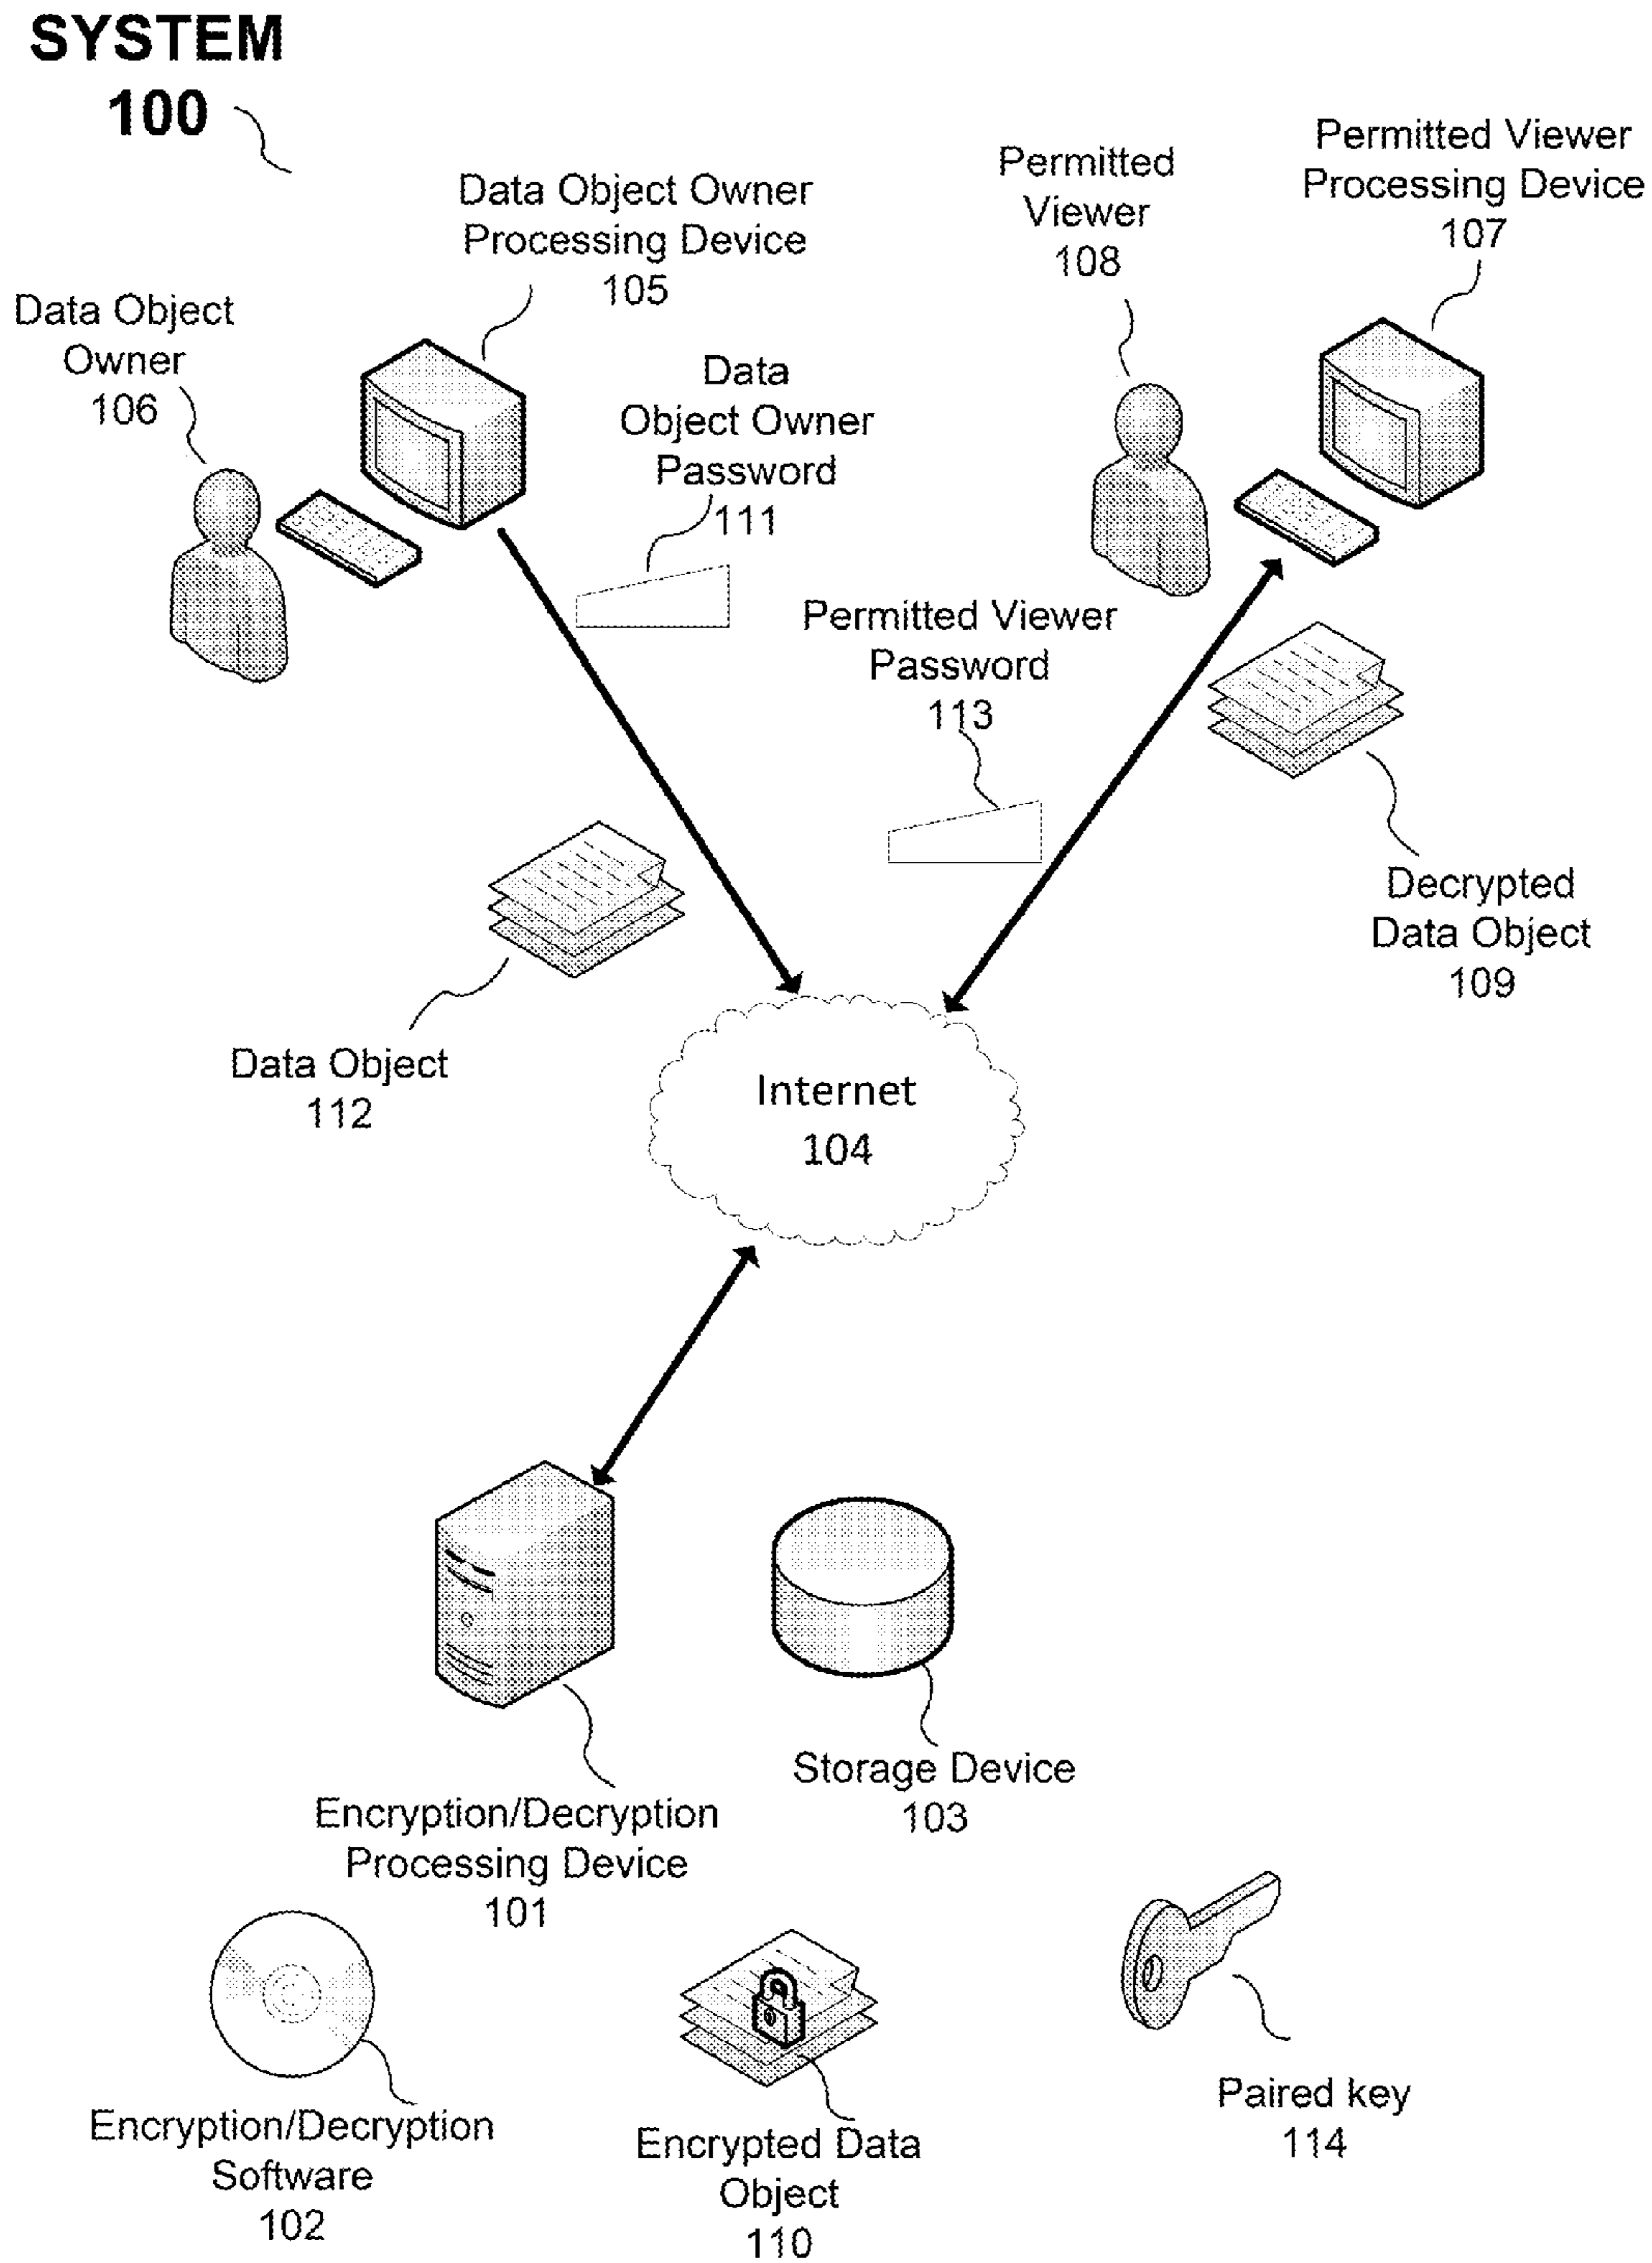 SYSTEM
100
Permitted Viewer
Processing Device
107
Permitted
Viewer
108
Data Object Owner
Processing Device
105
Data Object
Owner
106
Data
Object Owner
Password
111
Permitted Viewer
Password
113
Decrypted
Data Object
109
Data Object
112
Internet
104
Storage Device
103
Encryption/Decryption
Processing Device
101
Paired key
114
Encryption/Decryption
Software
102
Encrypted Data
Object
110